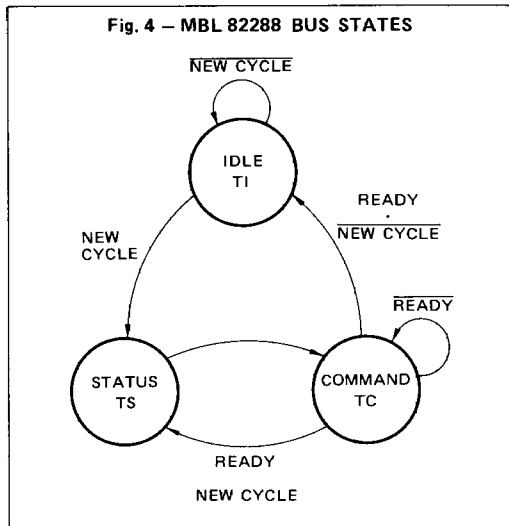 Fig. 4 – MBL 82288 BUS STATES
NEW CYCLE
IDLE
TI
READY
·
NEW CYCLE
NEW
CYCLE
READY
STATUS
TS
COMMAND
TC
READY
NEW CYCLE